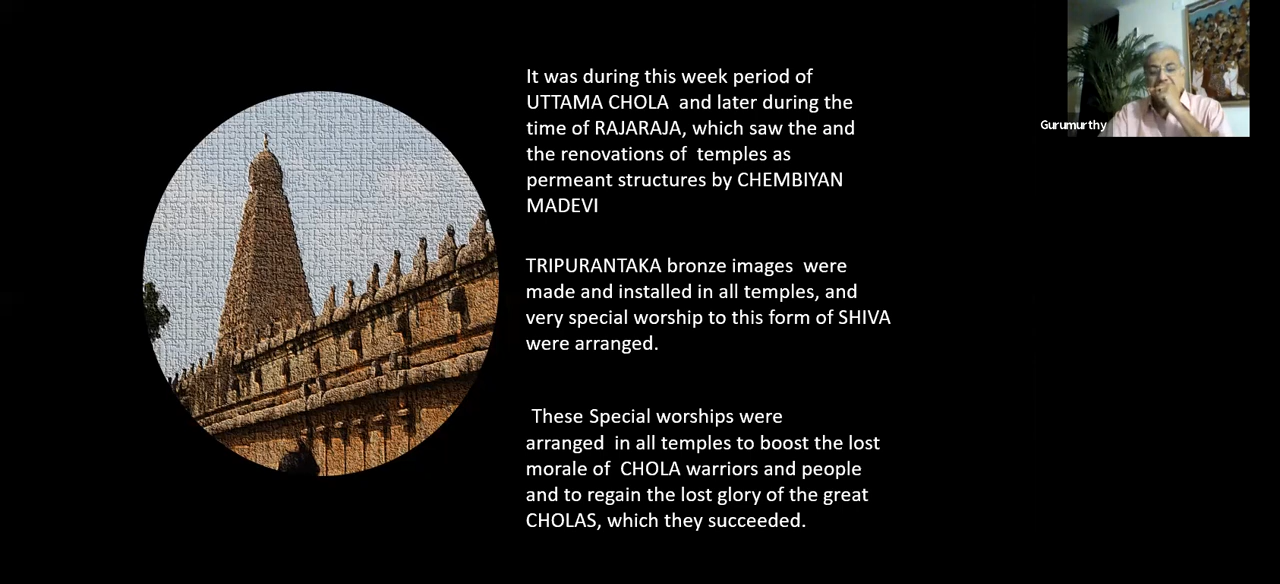 It was during this week period of
UTTAMA CHOLA and later during the
time of RAJARAJA, which saw the and
the renovations of temples as
permeant structures by CHEMBIYAN
MADEVI
TRIPURANTAKA bronze images were
made and installed in all temples, and
very special worship to this form of SHIVA
were arranged.
These Special worships were
arranged in all temples to boost the lost
morale of CHOLA warriors and people
and to regain the lost glory of the great
CHOLAS, which they succeeded.
Gurumurthy